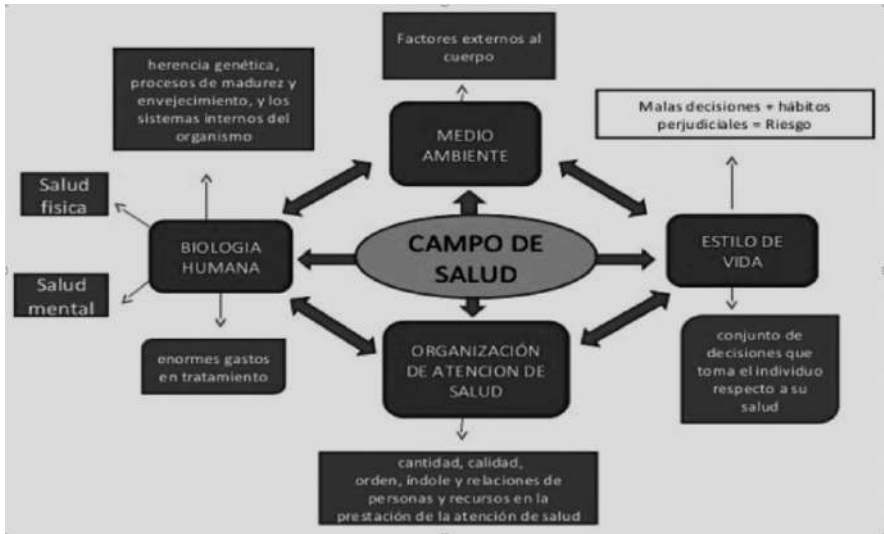 Factores externos al
cuerpo
herencia genética,
procesos de madurez y
envejecimiento, y los
sistemas internos del
organismo
Malas decisiones + hábitos
perjudiciales = Riesgo
MEDIO
AMBIENTE
Salud
fisica
BIOLOGIA
HUMANA
CAMPO DE
SALUD
ESTILO DE
VIDA
Salud
mental
enormes gastos
en tratamiento
ORGANIZACIÓN
DE ATENCION DE
SALUD
conjunto de
decisiones que
toma el individuo
respecto a su
salud
cantidad, calidad,
orden, índole y relaciones de
personas y recursos en la
prestación de la atención de salud